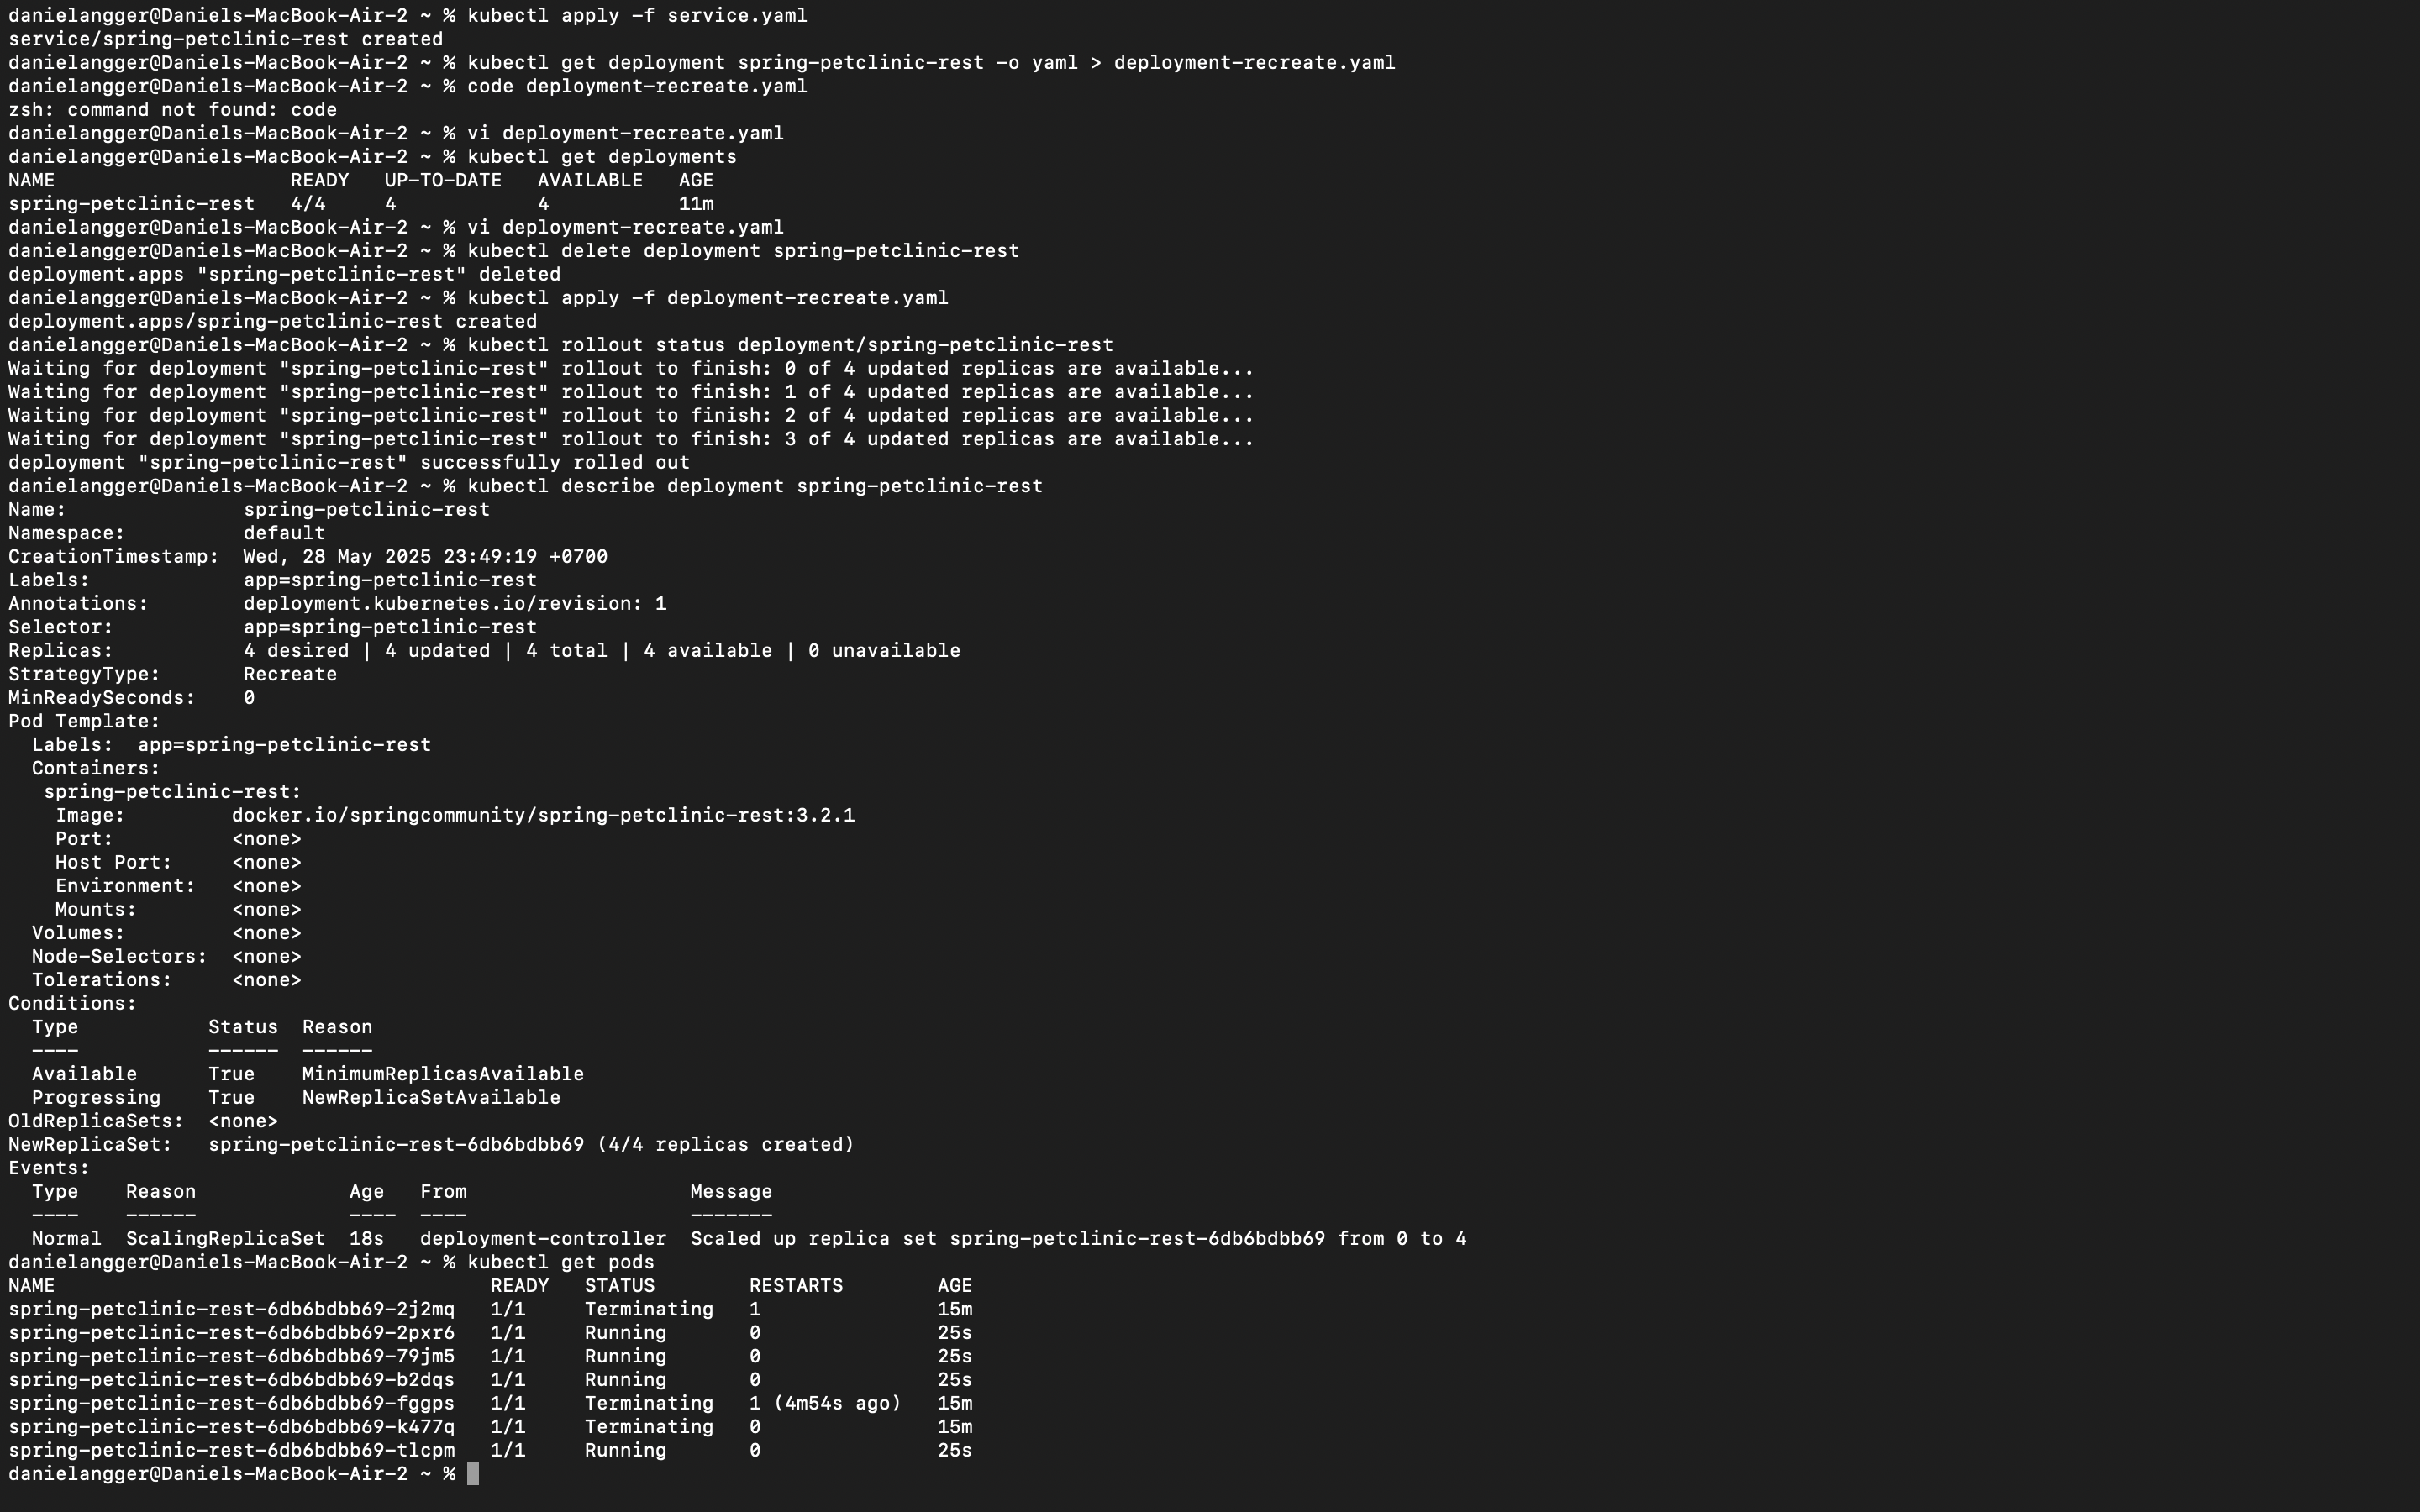 danielangger@Daniels-MacBook-Air-2 ~ % kubectl apply -f service.yaml
service/spring-petclinic-rest created
danielangger@Daniels-MacBook-Air-2 ~ % kubectl get deployment spring-petclinic-rest -o yaml > deployment-recreate.yaml
danielangger@Daniels-MacBook-Air-2 ~ % code deployment-recreate.yaml
zsh: command not found: code
danielangger@Daniels-MacBook-Air-2 ~ % vi deployment-recreate.yaml
danielangger@Daniels-MacBook-Air-2 ~ % kubectl get deployments
NAME                    READY   UP-TO-DATE   AVAILABLE   AGE
spring-petclinic-rest   4/4     4            4           11m
danielangger@Daniels-MacBook-Air-2 ~ % vi deployment-recreate.yaml
danielangger@Daniels-MacBook-Air-2 ~ % kubectl delete deployment spring-petclinic-rest
deployment.apps "spring-petclinic-rest" deleted
danielangger@Daniels-MacBook-Air-2 ~ % kubectl apply -f deployment-recreate.yaml
deployment.apps/spring-petclinic-rest created
danielangger@Daniels-MacBook-Air-2 ~ % kubectl rollout status deployment/spring-petclinic-rest
Waiting for deployment "spring-petclinic-rest" rollout to finish: 0 of 4 updated replicas are available...
Waiting for deployment "spring-petclinic-rest" rollout to finish: 1 of 4 updated replicas are available...
Waiting for deployment "spring-petclinic-rest" rollout to finish: 2 of 4 updated replicas are available...
Waiting for deployment "spring-petclinic-rest" rollout to finish: 3 of 4 updated replicas are available...
deployment "spring-petclinic-rest" successfully rolled out
danielangger@Daniels-MacBook-Air-2 ~ % kubectl describe deployment spring-petclinic-rest
Name:               spring-petclinic-rest
Namespace:          default
CreationTimestamp:  Wed, 28 May 2025 23:49:19 +0700
Labels:             app=spring-petclinic-rest
Annotations:        deployment.kubernetes.io/revision: 1
Selector:           app=spring-petclinic-rest
Replicas:           4 desired | 4 updated | 4 total | 4 available | 0 unavailable
StrategyType:       Recreate
MinReadySeconds:    0
Pod Template:
  Labels:  app=spring-petclinic-rest
  Containers:
   spring-petclinic-rest:
    Image:         docker.io/springcommunity/spring-petclinic-rest:3.2.1
    Port:          <none>
    Host Port:     <none>
    Environment:   <none>
    Mounts:        <none>
  Volumes:         <none>
  Node-Selectors:  <none>
  Tolerations:     <none>
Conditions:
  Type           Status  Reason
  ----           ------  ------
  Available      True    MinimumReplicasAvailable
  Progressing    True    NewReplicaSetAvailable
OldReplicaSets:  <none>
NewReplicaSet:   spring-petclinic-rest-6db6bdbb69 (4/4 replicas created)
Events:
  Type    Reason             Age   From                   Message
  ----    ------             ----  ----                   -------
  Normal  ScalingReplicaSet  18s   deployment-controller  Scaled up replica set spring-petclinic-rest-6db6bdbb69 from 0 to 4
danielangger@Daniels-MacBook-Air-2 ~ % kubectl get pods
NAME                                     READY   STATUS        RESTARTS        AGE
spring-petclinic-rest-6db6bdbb69-2j2mq   1/1     Terminating   1               15m
spring-petclinic-rest-6db6bdbb69-2pxr6   1/1     Running       0               25s
spring-petclinic-rest-6db6bdbb69-79jm5   1/1     Running       0               25s
spring-petclinic-rest-6db6bdbb69-b2dqs   1/1     Running       0               25s
spring-petclinic-rest-6db6bdbb69-fggps   1/1     Terminating   1 (4m54s ago)   15m
spring-petclinic-rest-6db6bdbb69-k477q   1/1     Terminating   0               15m
spring-petclinic-rest-6db6bdbb69-tlcpm   1/1     Running       0               25s
danielangger@Daniels-MacBook-Air-2 ~ %